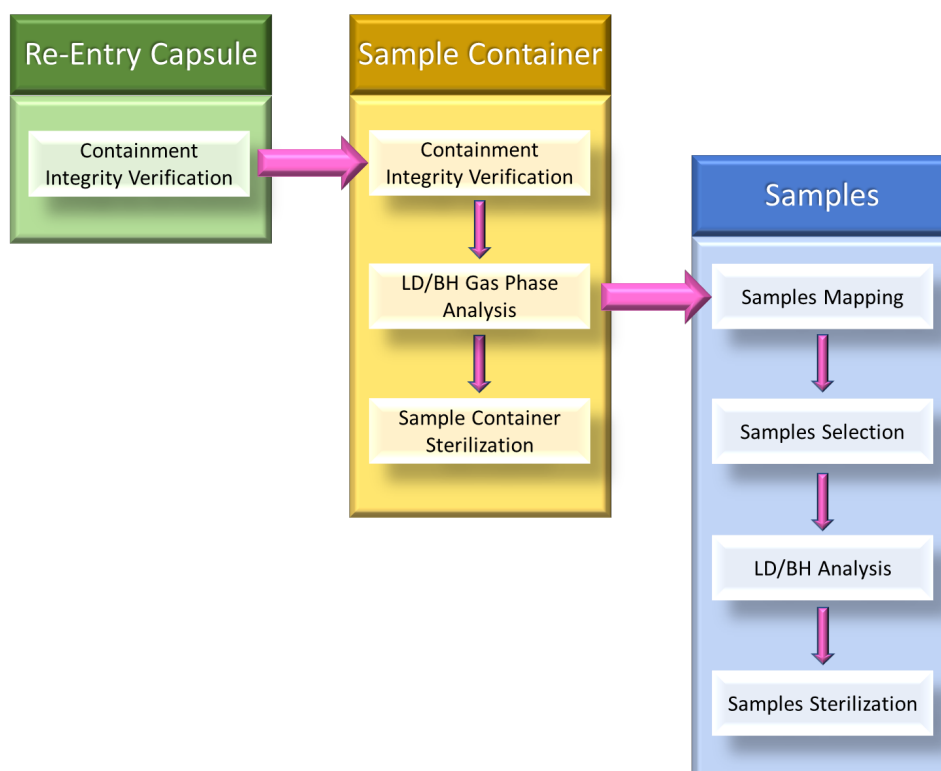 Re-Entry Capsule
Containment
Integrity Verification
Sample Container
Containment
Integrity Verification
LD/BH Gas Phase
Analysis
Sample Container
Sterilization
Samples
Samples Mapping
Samples Selection
LD/BH Analysis
Samples Sterilization